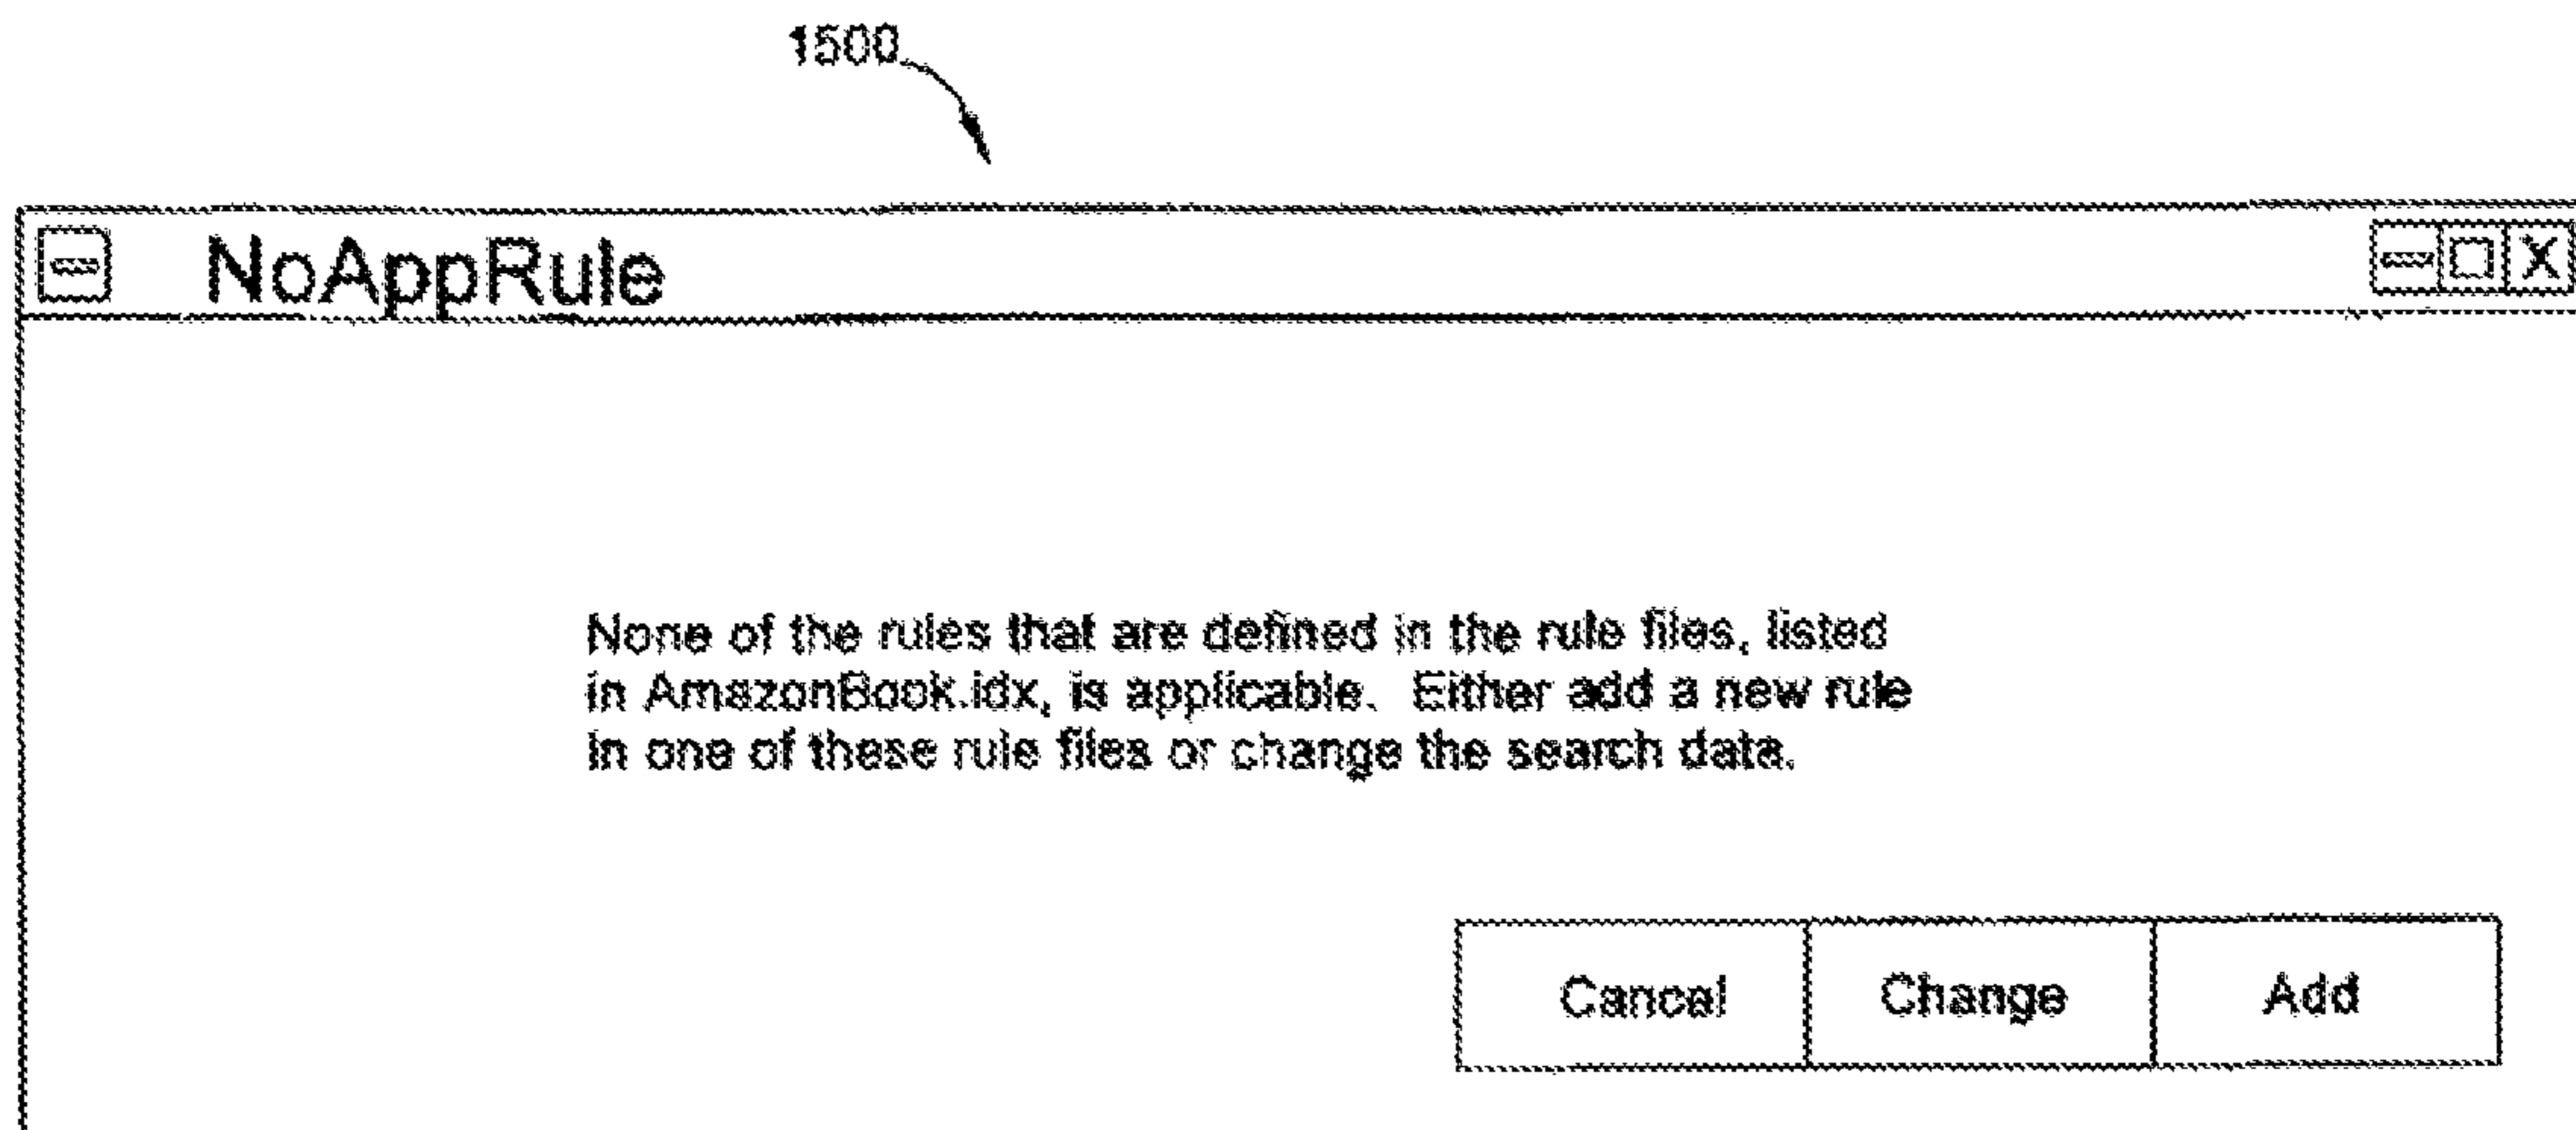 1500
NoAppRule
X
None of the rules that are defined in the rule files, listed
in AmazonBook.idx, is applicable. Either add a new rule
in one of these rule files or change the search data.
Cancel Change Add